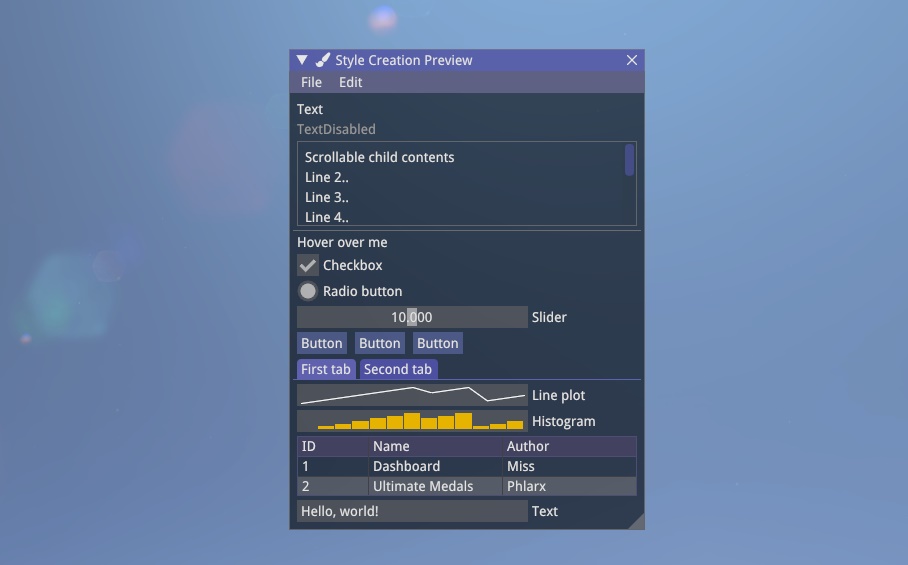 Style Creation Preview
File Edit
Text
TextDisabled
Scrollable child contents
Line 2..
Line 3..
Line 4..
Hover over me
Checkbox
Radio button
10.000 Slider
Button Button Button
First tab Second tab
Line plot
Histogram
ID Name Author
1 Dashboard Miss
2 Ultimate Medals Phlarx
Hello, world! Text